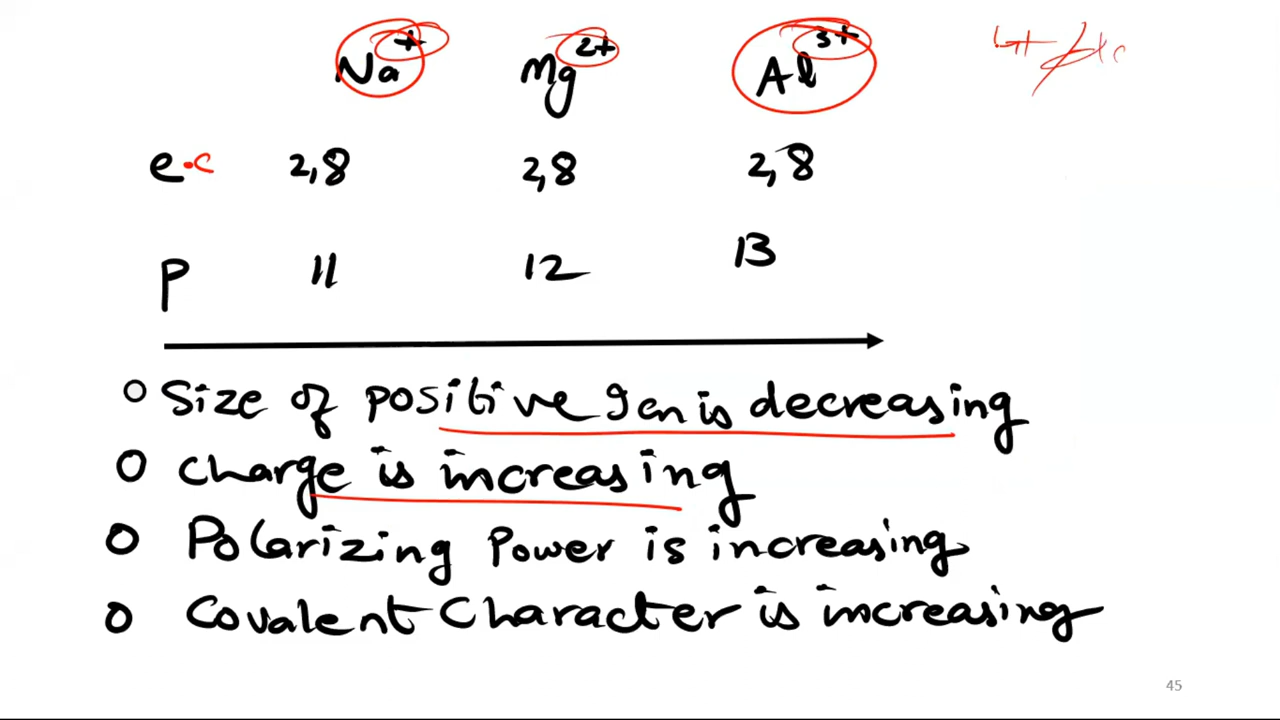 Na+ Mg2+ Al3+
e.c 2,8 2,8 2,8
p 11 12 13
Size of positive Ion is decreasing
Charge is increasing
Polarizing Power is increasing
Covalent Character is increasing
45